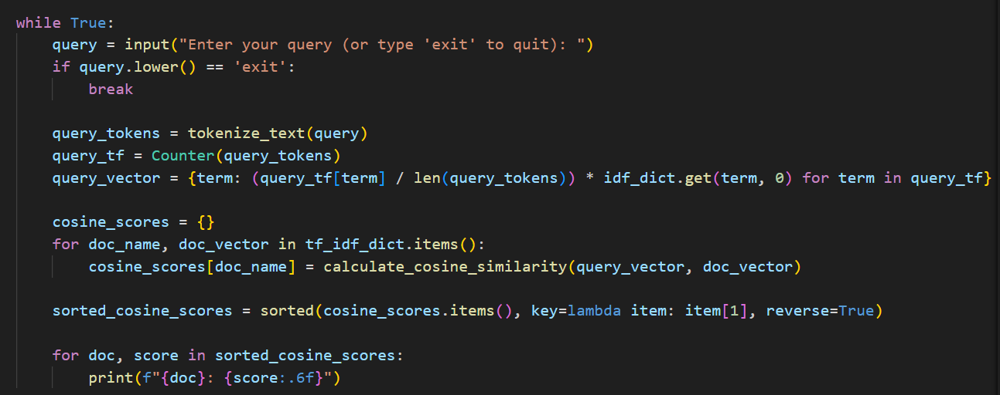 while True:
    query = input("Enter your query (or type 'exit' to quit): ")
    if query.lower() == 'exit':
        break

    query_tokens = tokenize_text(query)
    query_tf = Counter(query_tokens)
    query_vector = {term: (query_tf[term] / len(query_tokens)) * idf_dict.get(term, 0) for term in query_tf}

    cosine_scores = {}
    for doc_name, doc_vector in tf_idf_dict.items():
        cosine_scores[doc_name] = calculate_cosine_similarity(query_vector, doc_vector)

    sorted_cosine_scores = sorted(cosine_scores.items(), key=lambda item: item[1], reverse=True)

    for doc, score in sorted_cosine_scores:
        print(f"{doc}: {score:.6f}")